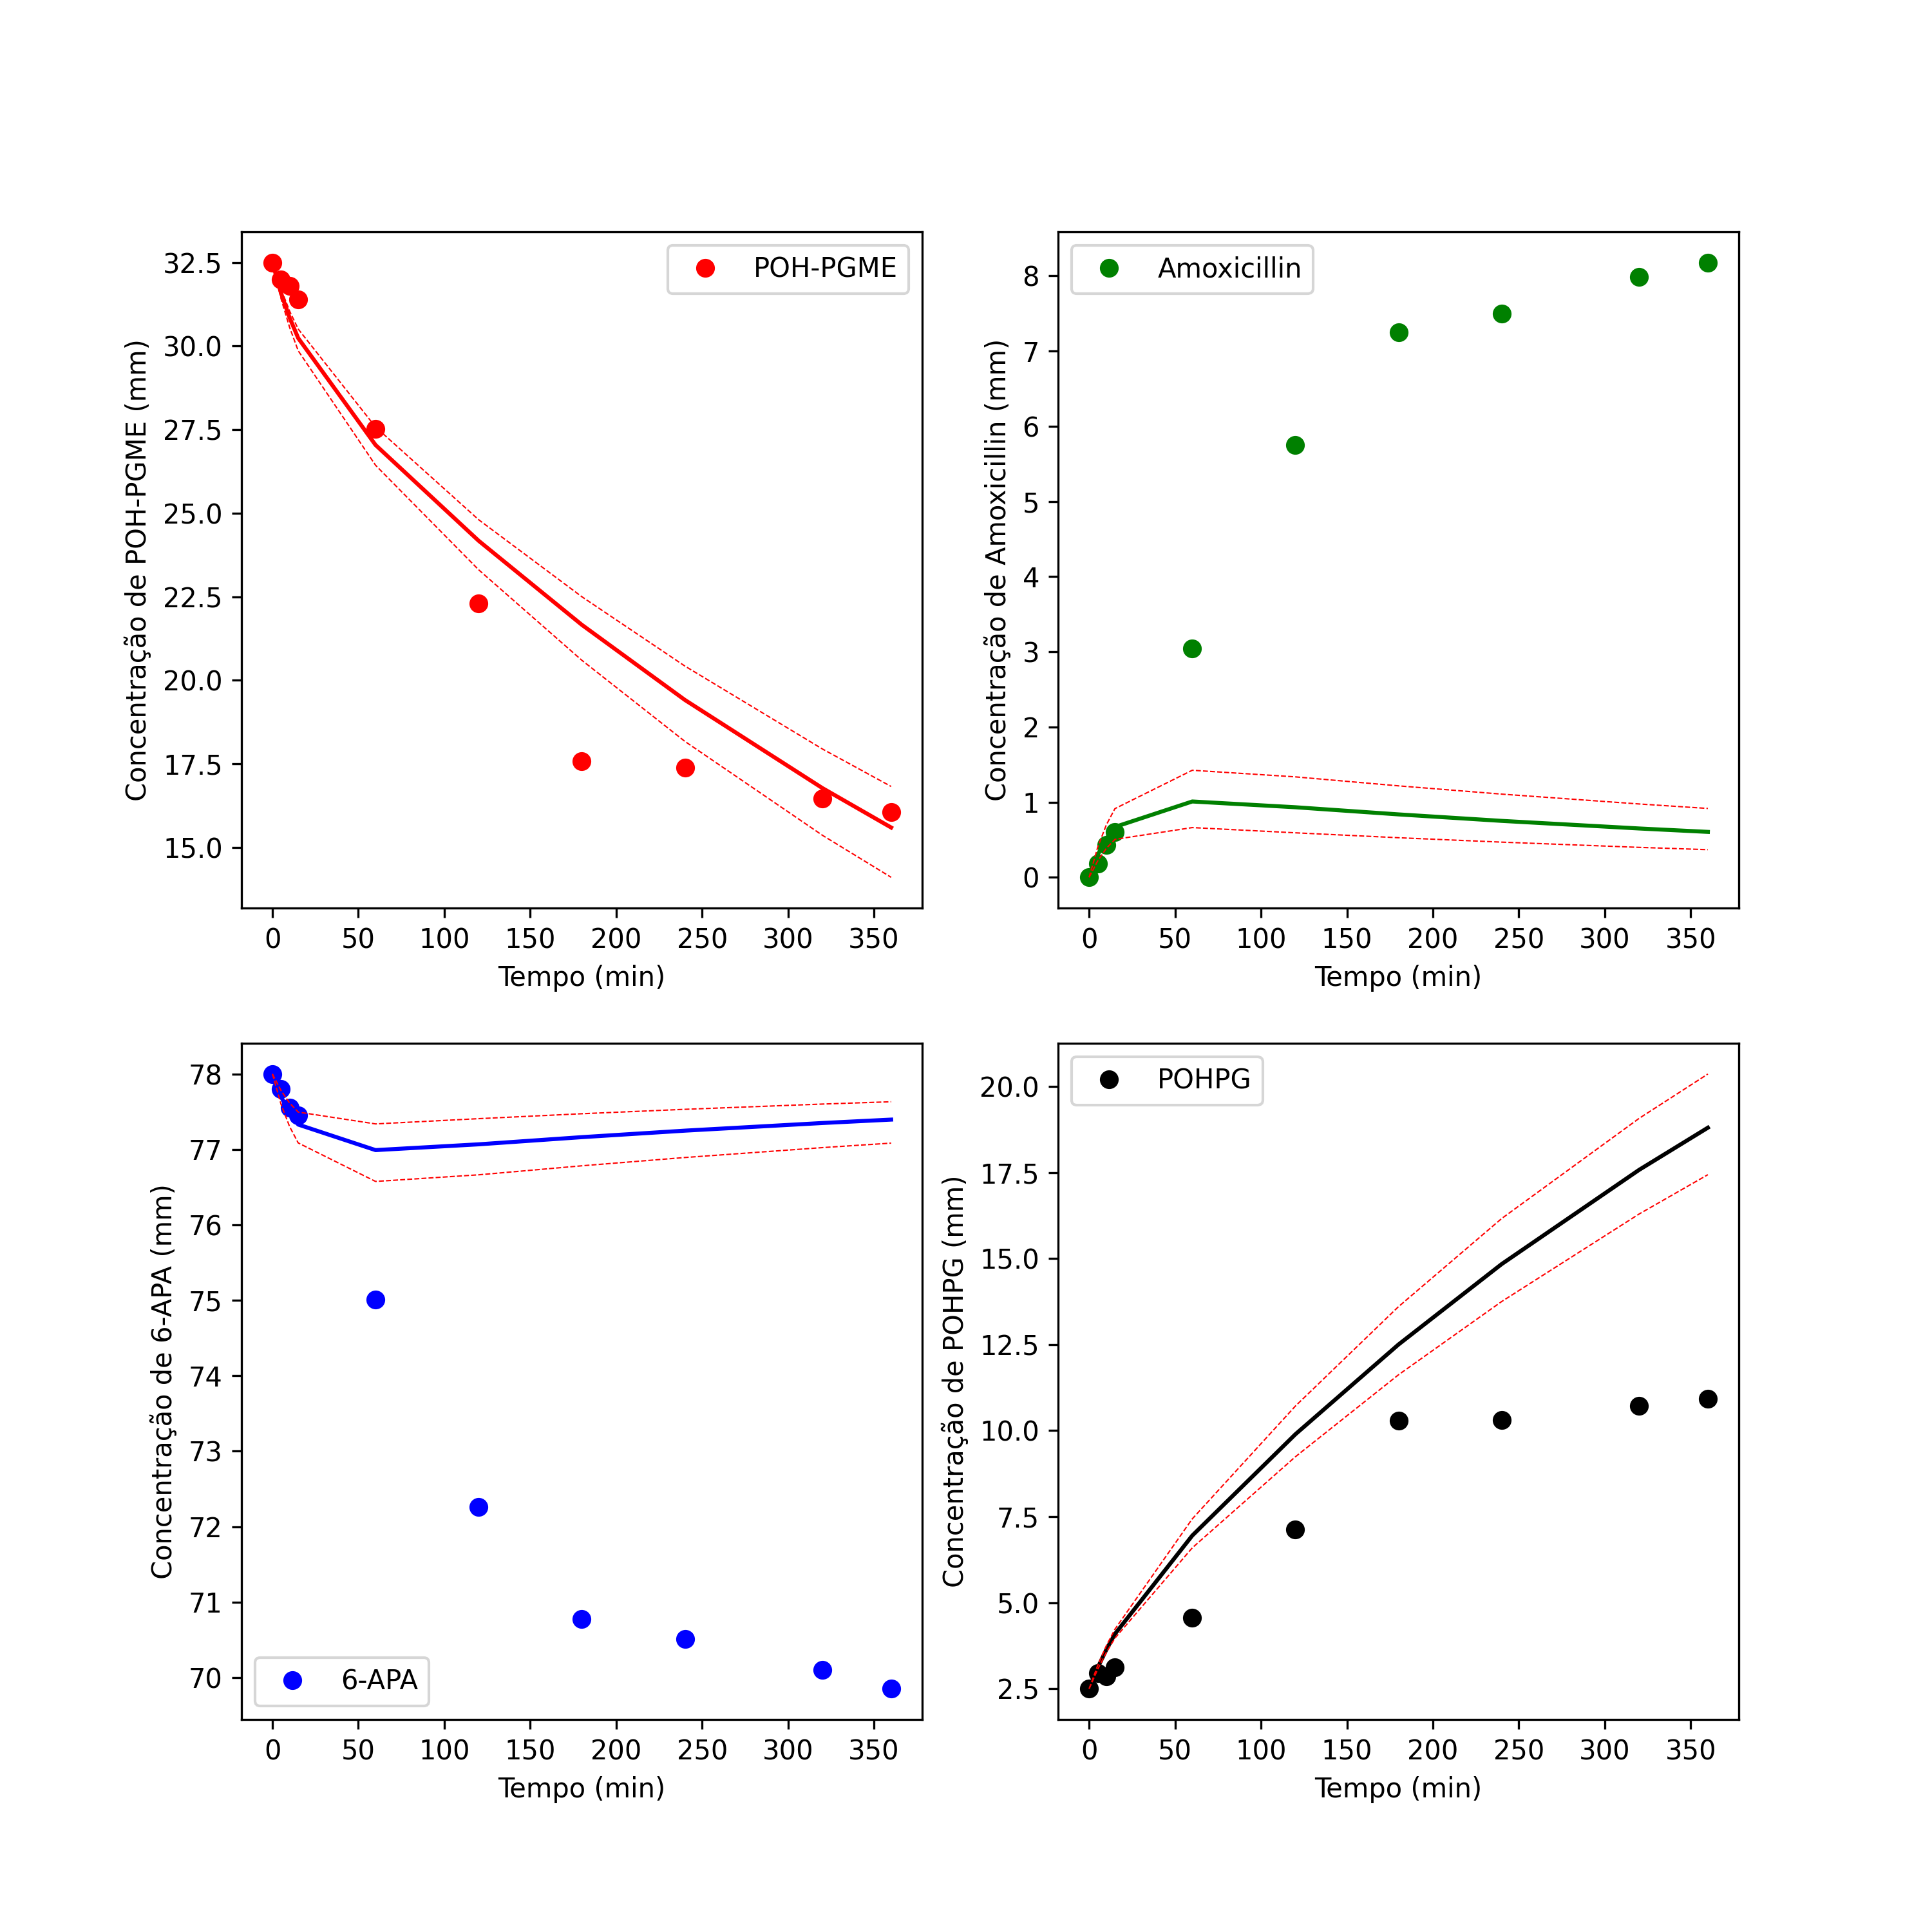 POH-PGME
Concentração de POH-PGME (mm)
32.5
30.0
27.5
25.0
22.5
20.0
17.5
15.0
0 50 100 150 200 250 300 350
Tempo (min)
Amoxicillin
Concentração de Amoxicillin (mm)
8
7
6
5
4
3
2
1
0
0 50 100 150 200 250 300 350
Tempo (min)
6-APA
Concentração de 6-APA (mm)
78
77
76
75
74
73
72
71
70
0 50 100 150 200 250 300 350
Tempo (min)
POHPG
Concentração de POHPG (mm)
20.0
17.5
15.0
12.5
10.0
7.5
5.0
2.5
0 50 100 150 200 250 300 350
Tempo (min)